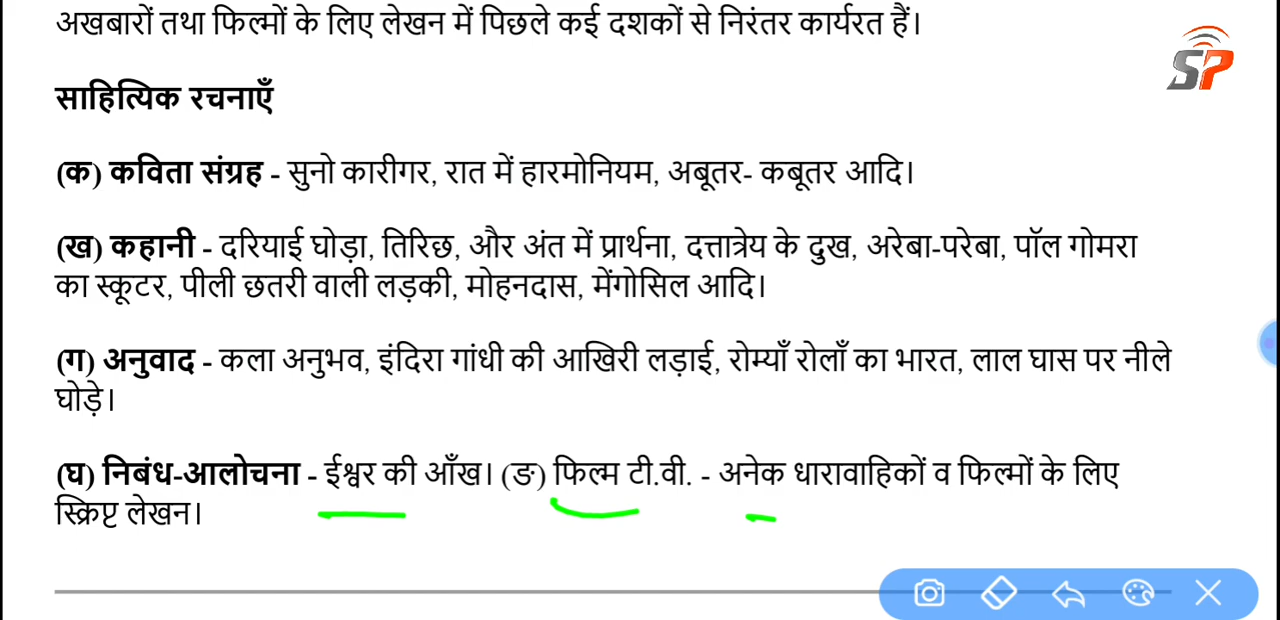 अखबारों तथा फिल्मों के लिए लेखन में पिछले कई दशकों से निरंतर कार्यरत हैं।
SP
साहित्यिक रचनाएँ
(क) कविता संग्रह - सुनो कारीगर, रात में हारमोनियम, अबूतर- कबूतर आदि।
(ख) कहानी - दरियाई घोड़ा, तिरिछ, और अंत में प्रार्थना, दत्तात्रेय के दुख, अरेबा-परेबा, पॉल गोमरा
का स्कूटर, पीली छतरी वाली लड़की, मोहनदास, मेंगोसिल आदि।
(ग) अनुवाद - कला अनुभव, इंदिरा गांधी की आखिरी लड़ाई, रोम्याँ रोलाँ का भारत, लाल घास पर नीले
घोड़े।
(घ) निबंध-आलोचना - ईश्वर की आँख। (ङ) फिल्म टी.वी. - अनेक धारावाहिकों व फिल्मों के लिए
स्क्रिप्ट लेखन।